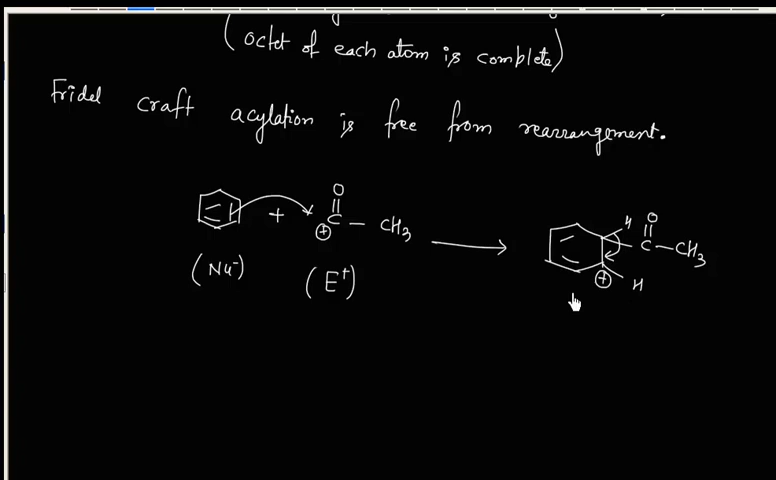 (octet of each atom is complete)
Fridel craft acylation is free from rearrangement.
O
+ C — CH3
⊕
(Nu-) (E+)
H O
C — CH3
⊕ H